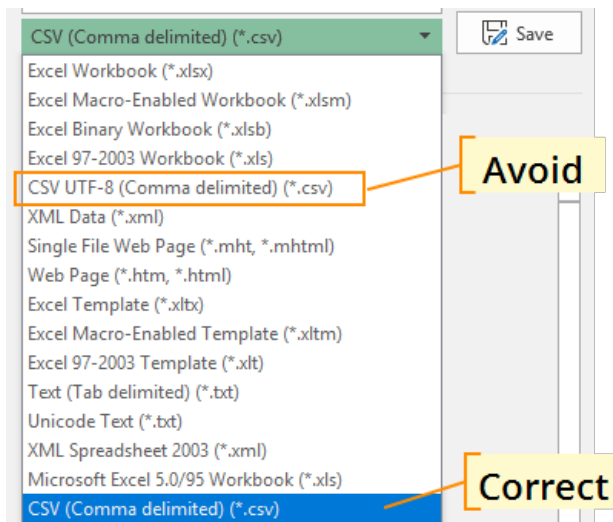 CSV (Comma delimited) (*.csv)
Save
Excel Workbook (*.xlsx)
Excel Macro-Enabled Workbook (*.xlsm)
Excel Binary Workbook (*.xlsb)
Excel 97-2003 Workbook (*.xls)
CSV UTF-8 (Comma delimited) (*.csv)
Avoid
XML Data (*.xml)
Single File Web Page (*.mht, *.mhtml)
Web Page (*.htm, *.html)
Excel Template (*.xltx)
Excel Macro-Enabled Template (*.xltm)
Excel 97-2003 Template (*.xlt)
Text (Tab delimited) (*.txt)
Unicode Text (*.txt)
XML Spreadsheet 2003 (*.xml)
Microsoft Excel 5.0/95 Workbook (*.xls)
Correct
CSV (Comma delimited) (*.csv)